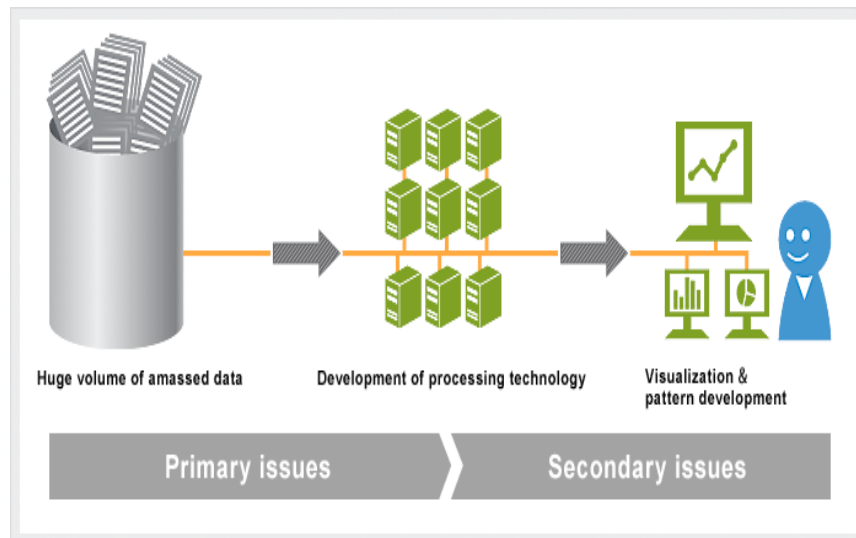 Huge volume of amassed data
Development of processing technology
Visualization &
pattern development
Primary issues
Secondary issues